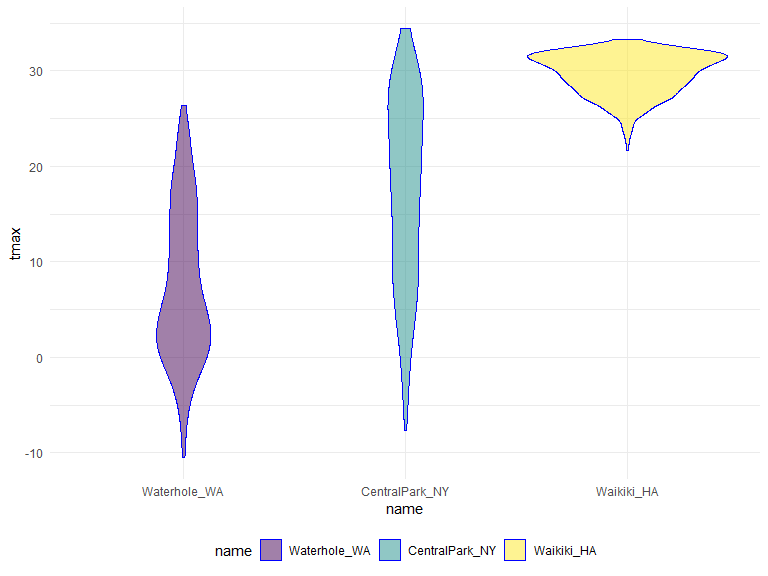 30
20
10
0
-10
tmax
Waterhole_WA CentralPark_NY Waikiki_HA
name
name Waterhole_WA CentralPark_NY Waikiki_HA